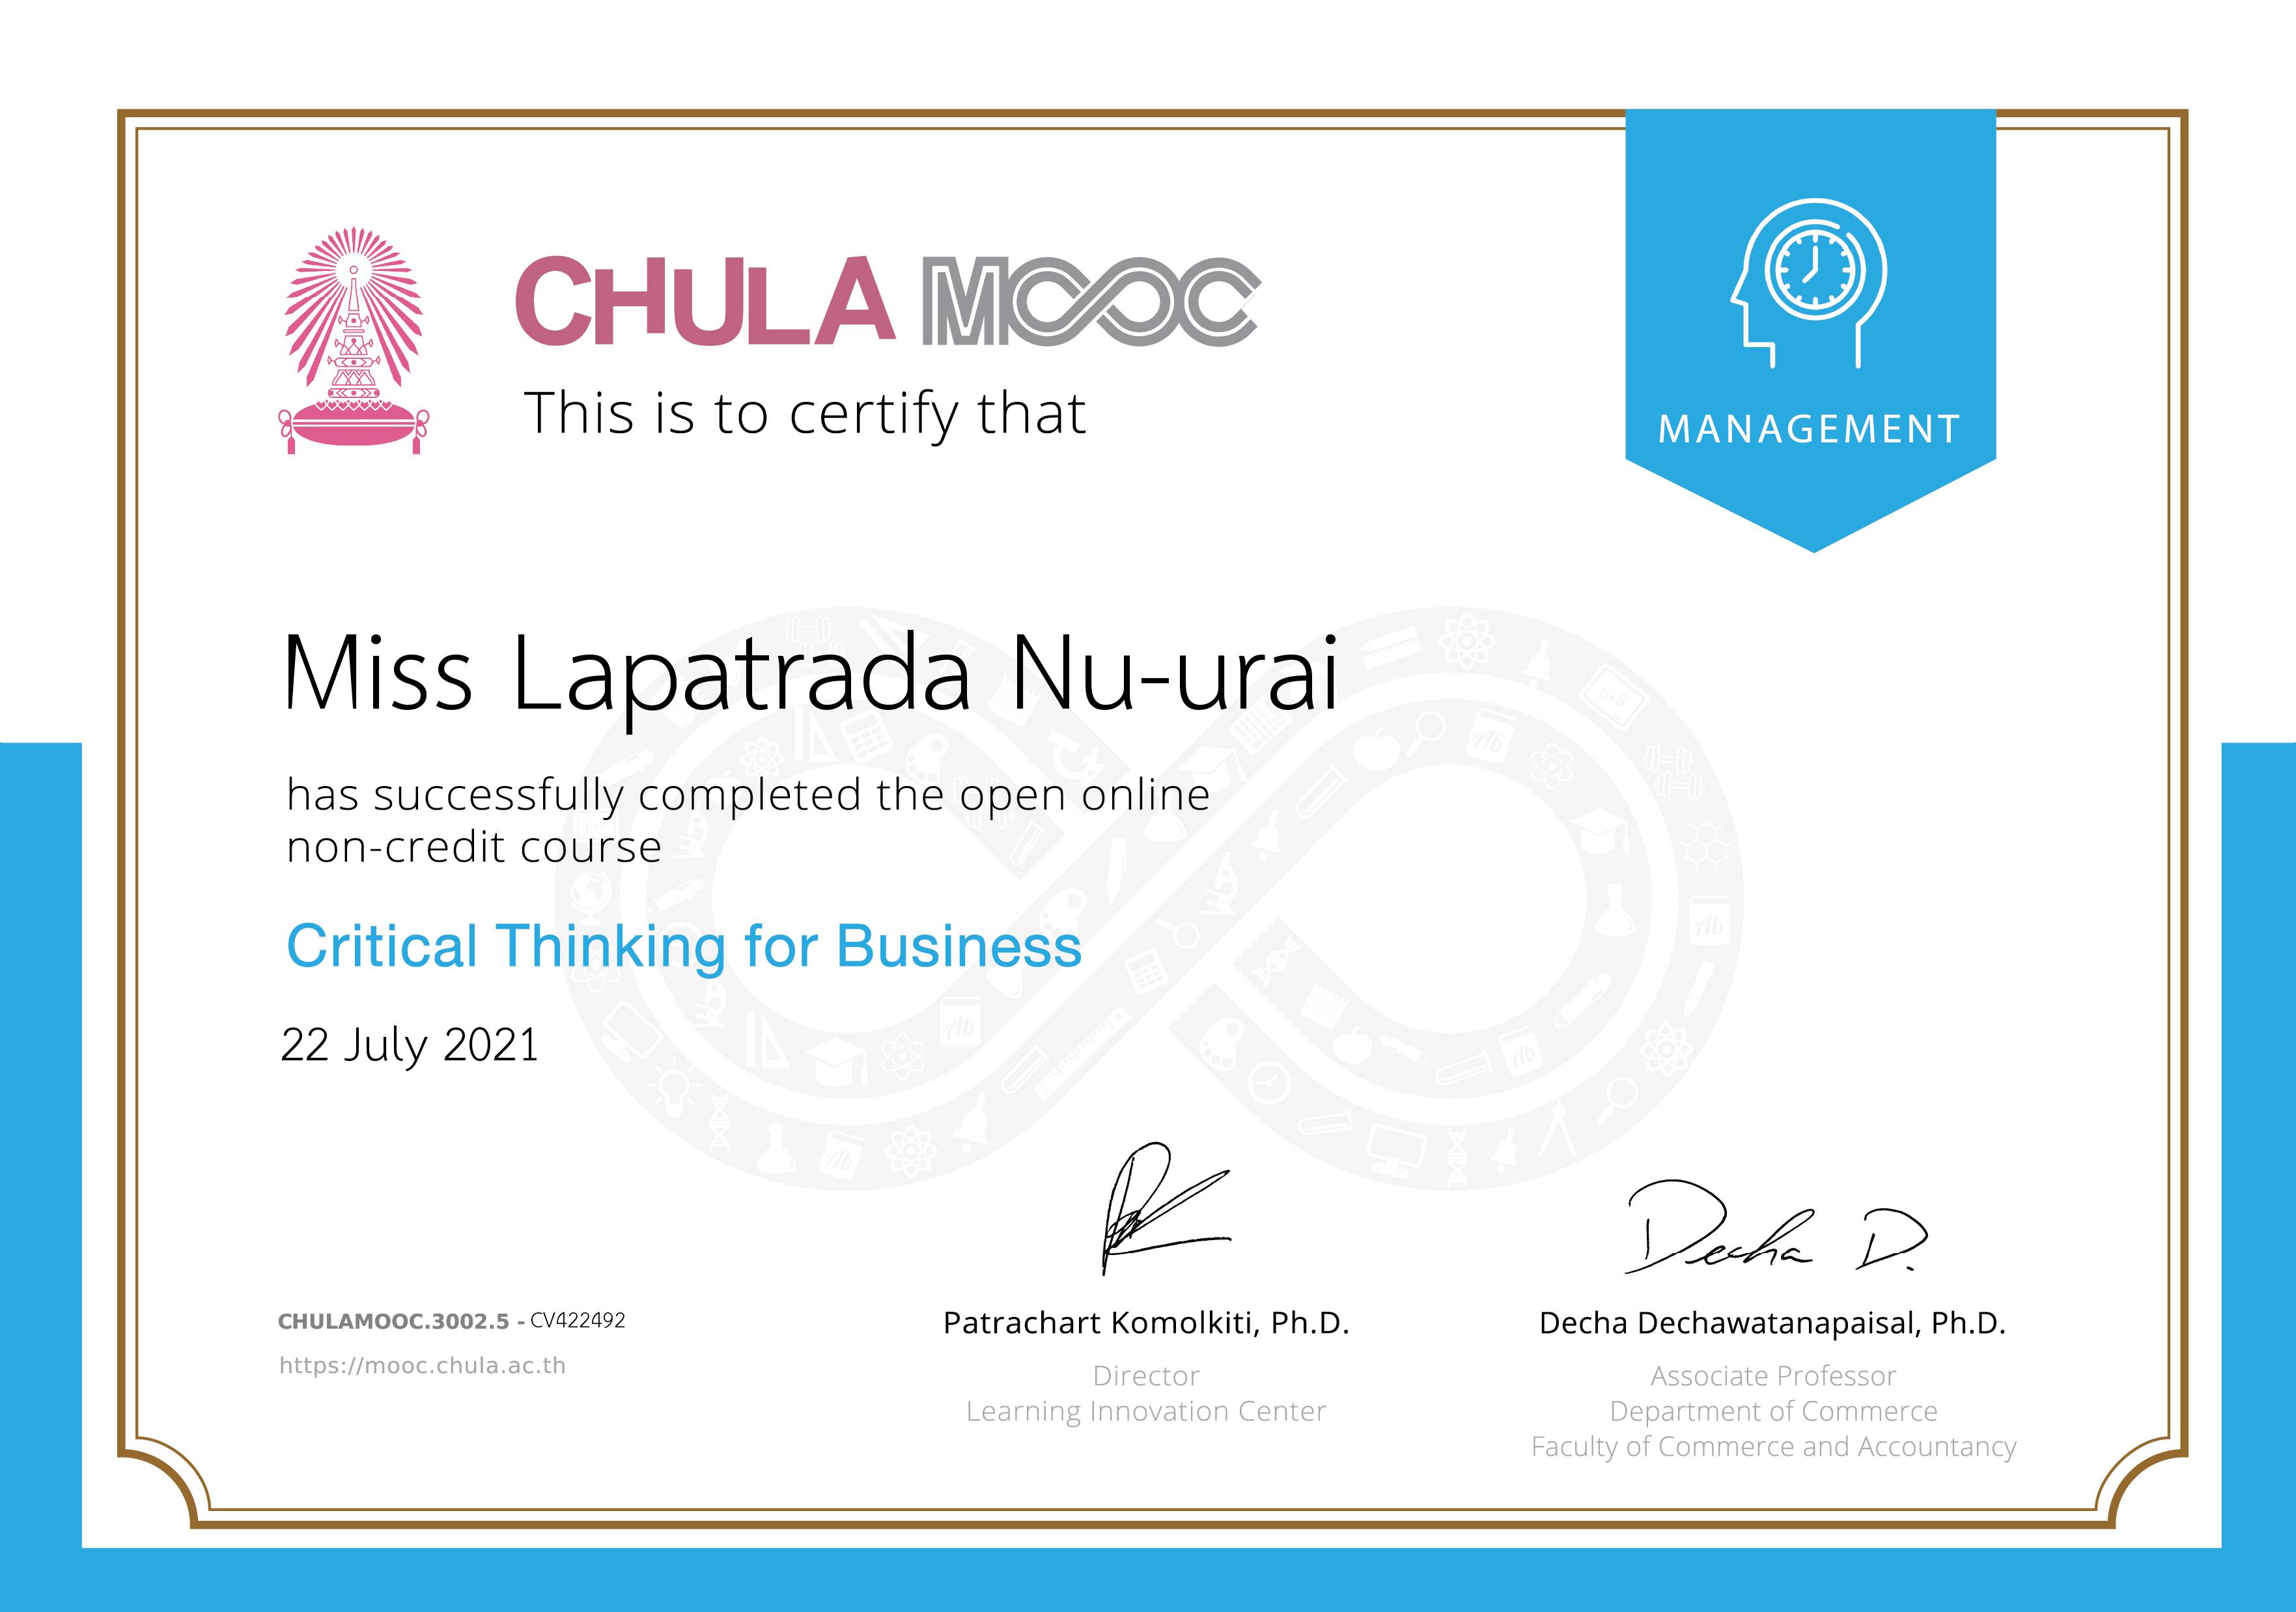 CHULA MOOC
MANAGEMENT
This is to certify that
Miss Lapatrada Nu-urai
has successfully completed the open online
non-credit course
Critical Thinking for Business
22 July 2021
Decha D.
CHULAMOOC.3002.5 - CV422492
https://mooc.chula.ac.th
Patrachart Komolkiti, Ph.D.
Director
Learning Innovation Center
Decha Dechawatanapaisal, Ph.D.
Associate Professor
Department of Commerce
Faculty of Commerce and Accountancy